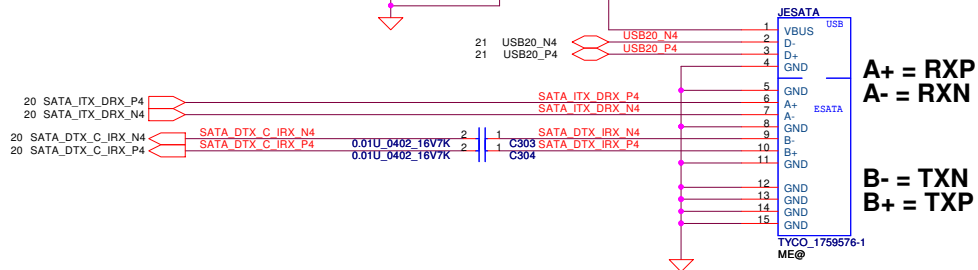 JESATA
USB
1 VBUS
21 USB20_N4 USB20_N4 2 D-
21 USB20_P4 USB20_P4 3 D+
4 GND
A+ = RXP
A- = RXN
5 GND
20 SATA_ITX_DRX_P4 SATA_ITX_DRX_P4 6 A+
ESATA
20 SATA_ITX_DRX_N4 SATA_ITX_DRX_N4 7 A-
8 GND
20 SATA_DTX_C_IRX_N4 SATA_DTX_C_IRX_N4 2 1 SATA_DTX_IRX_N4 9 B-
0.01U_0402_16V7K C303
20 SATA_DTX_C_IRX_P4 SATA_DTX_C_IRX_P4 2 1 SATA_DTX_IRX_P4 10 B+
0.01U_0402_16V7K C304
11 GND
B- = TXN
B+ = TXP
12 GND
13 GND
14 GND
15 GND
TYCO_1759576-1
ME@